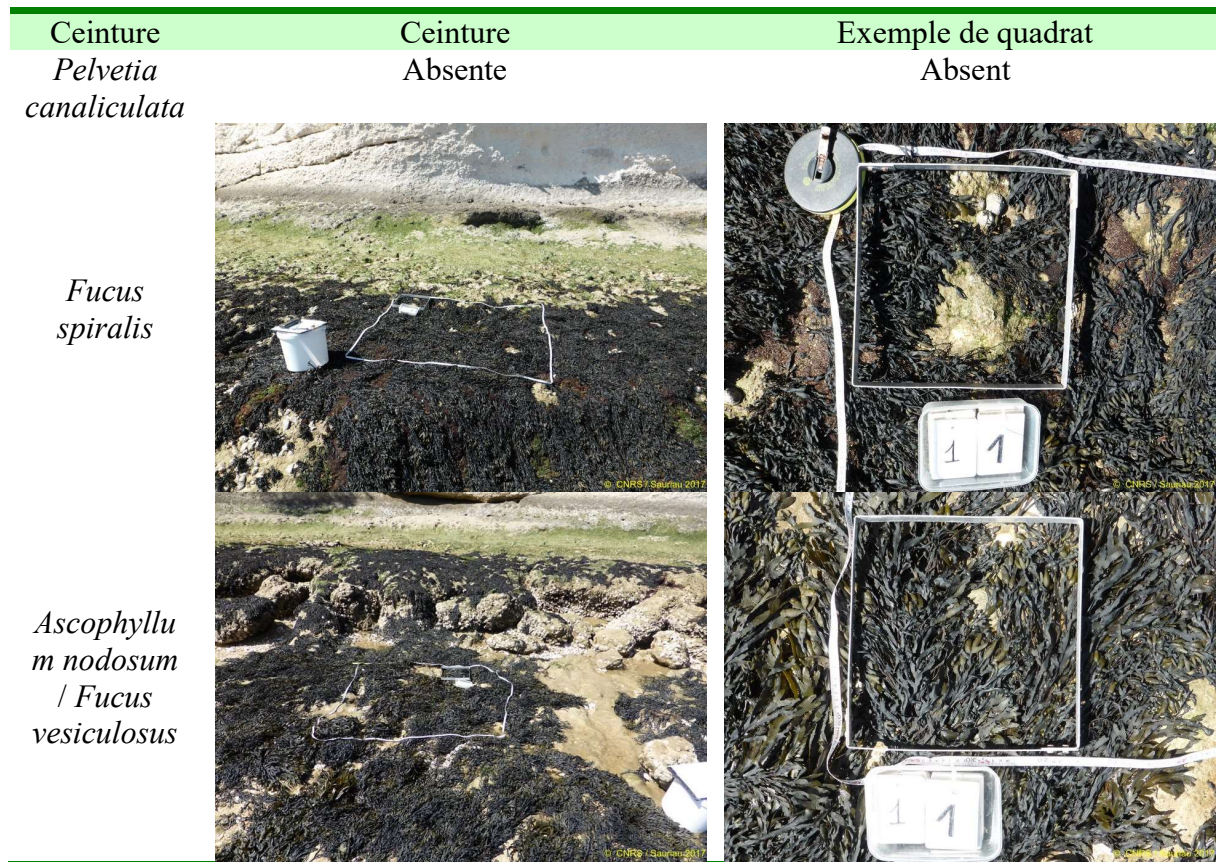 Ceinture Ceinture Exemple de quadrat
Pelvetia canaliculata Absente Absent
Fucus spiralis
© CNRS / Sauriau 2017
1 1
© CNRS / Sauriau 2017
Ascophyllu
m nodosum
/ Fucus
vesiculosus
© CNRS / Sauriau 2017
1 1
© CNRS / Sauriau 2017